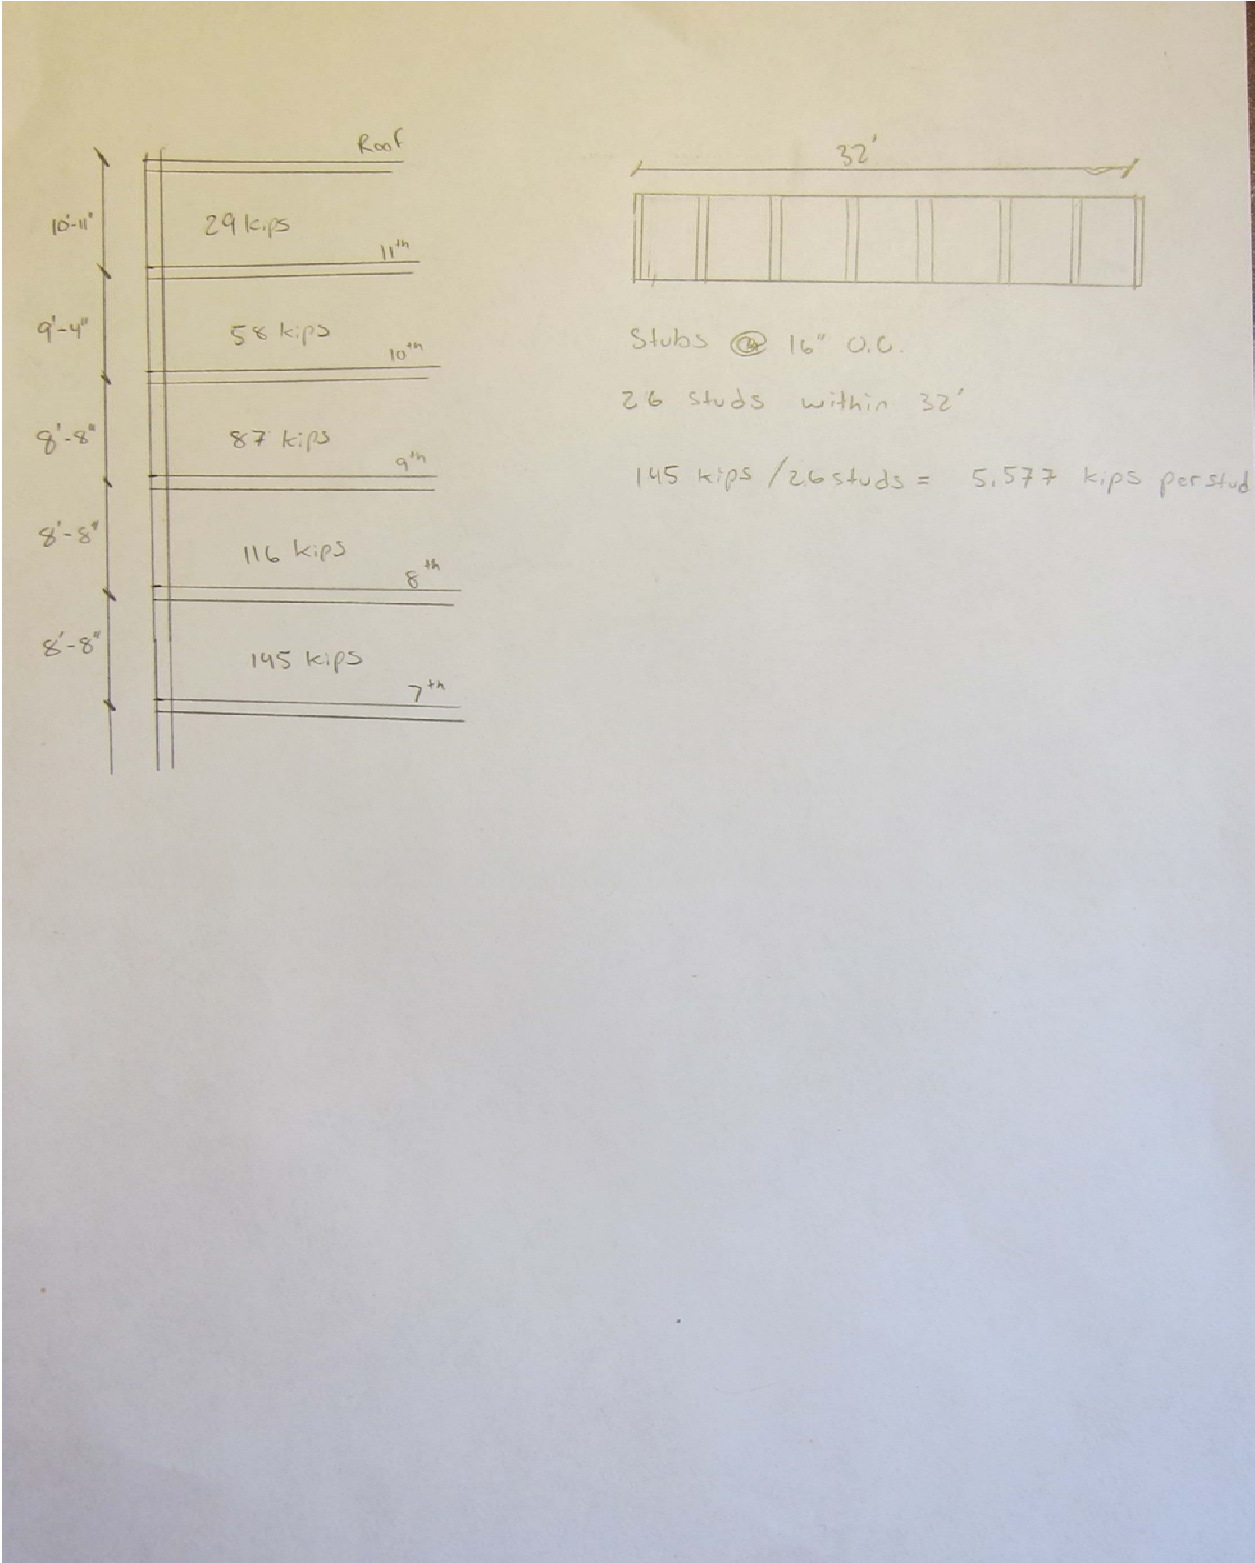 Roof
10'-11"
29 kips
11th
9'-4"
58 kips
10th
8'-8"
87 kips
9th
8'-8"
116 kips
8th
8'-8"
145 kips
7th
32'
Stubs @ 16" O.C.
26 studs within 32'
145 kips / 26 studs = 5.577 kips per stud